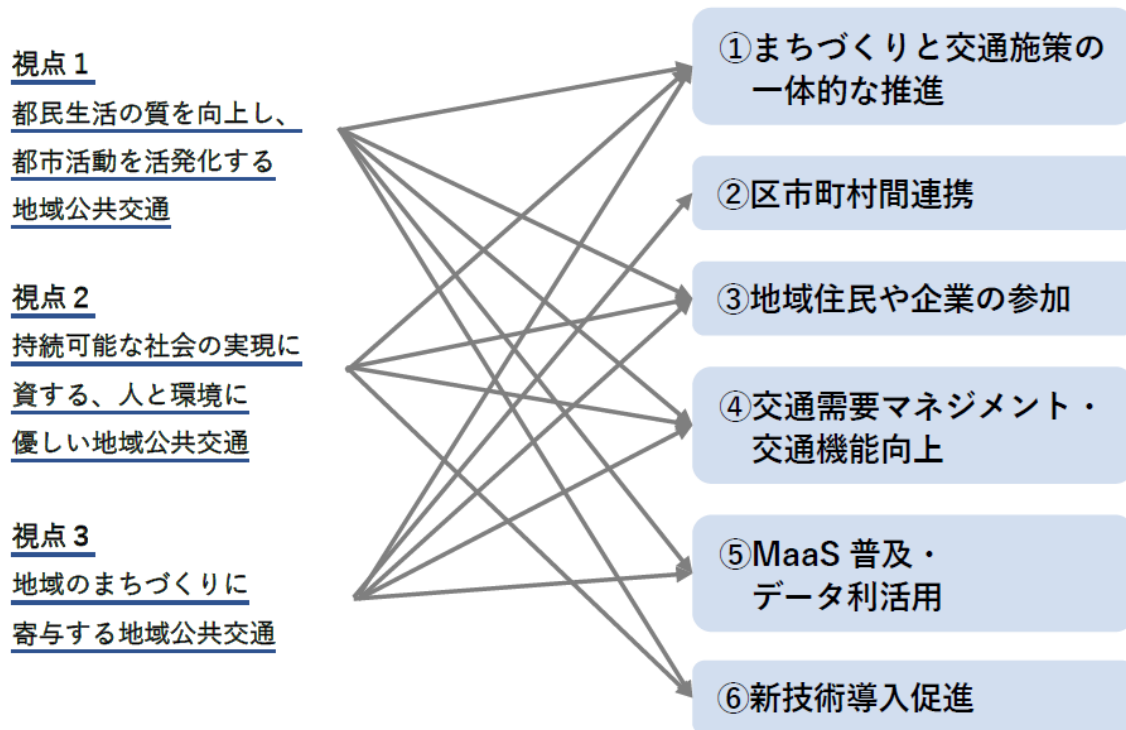 視点１
都民生活の質を向上し、
都市活動を活発化する
地域公共交通
視点２
持続可能な社会の実現に
資する、人と環境に
優しい地域公共交通
視点３
地域のまちづくりに
寄与する地域公共交通
①まちづくりと交通施策の
一体的な推進
②区市町村間連携
③地域住民や企業の参加
④交通需要マネジメント・
交通機能向上
⑤MaaS 普及・
データ利活用
⑥新技術導入促進